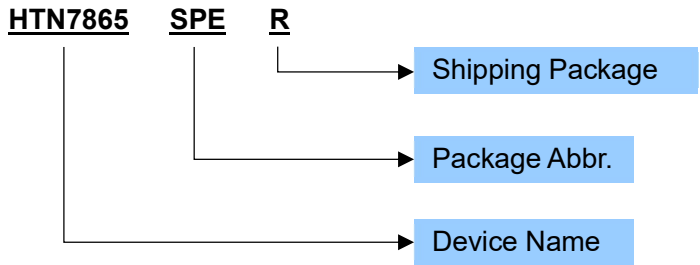 HTN7865 SPE R
Shipping Package
Package Abbr.
Device Name